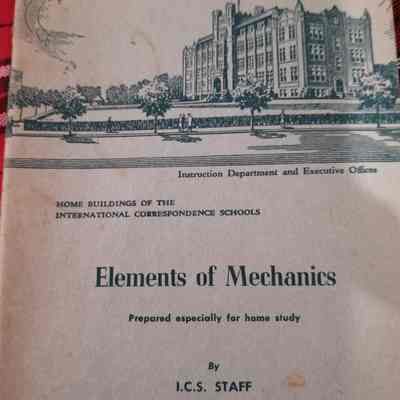 Instruction Department and Executive Offices
HOME BUILDINGS OF THE
INTERNATIONAL CORRESPONDENCE SCHOOLS
Elements of Mechanics
Prepared especially for home study
By
I.C.S. STAFF